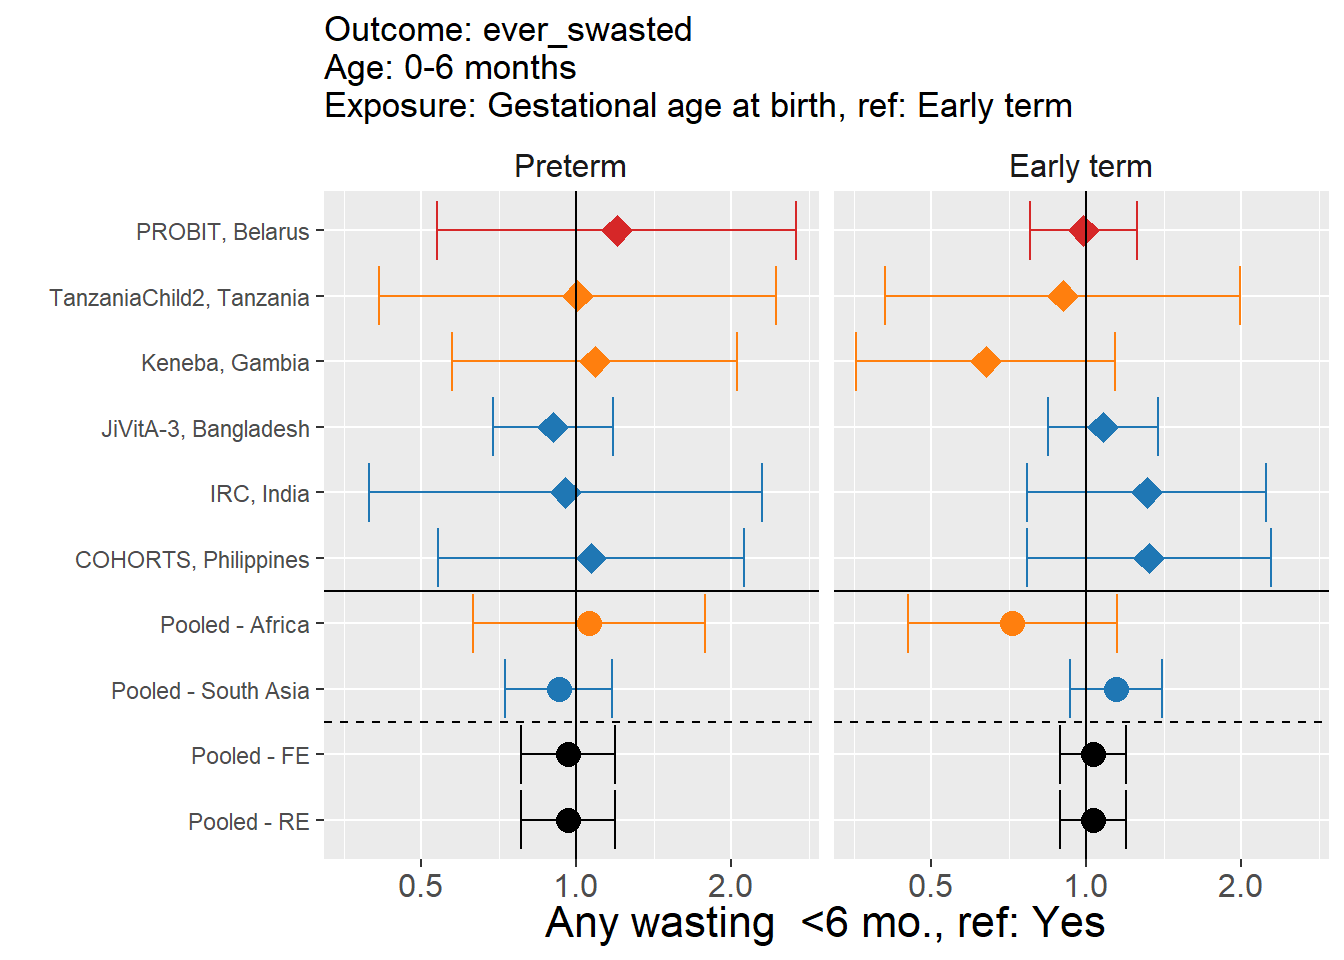 Outcome: ever_swasted
Age: 0-6 months
Exposure: Gestational age at birth, ref: Early term
Preterm
Early term
PROBIT, Belarus
TanzaniaChild2, Tanzania
Keneba, Gambia
JiVitA-3, Bangladesh
IRC, India
COHORTS, Philippines
Pooled - Africa
Pooled - South Asia
Pooled - FE
Pooled - RE
0.5 1.0 2.0 0.5 1.0 2.0
Any wasting  <6 mo., ref: Yes